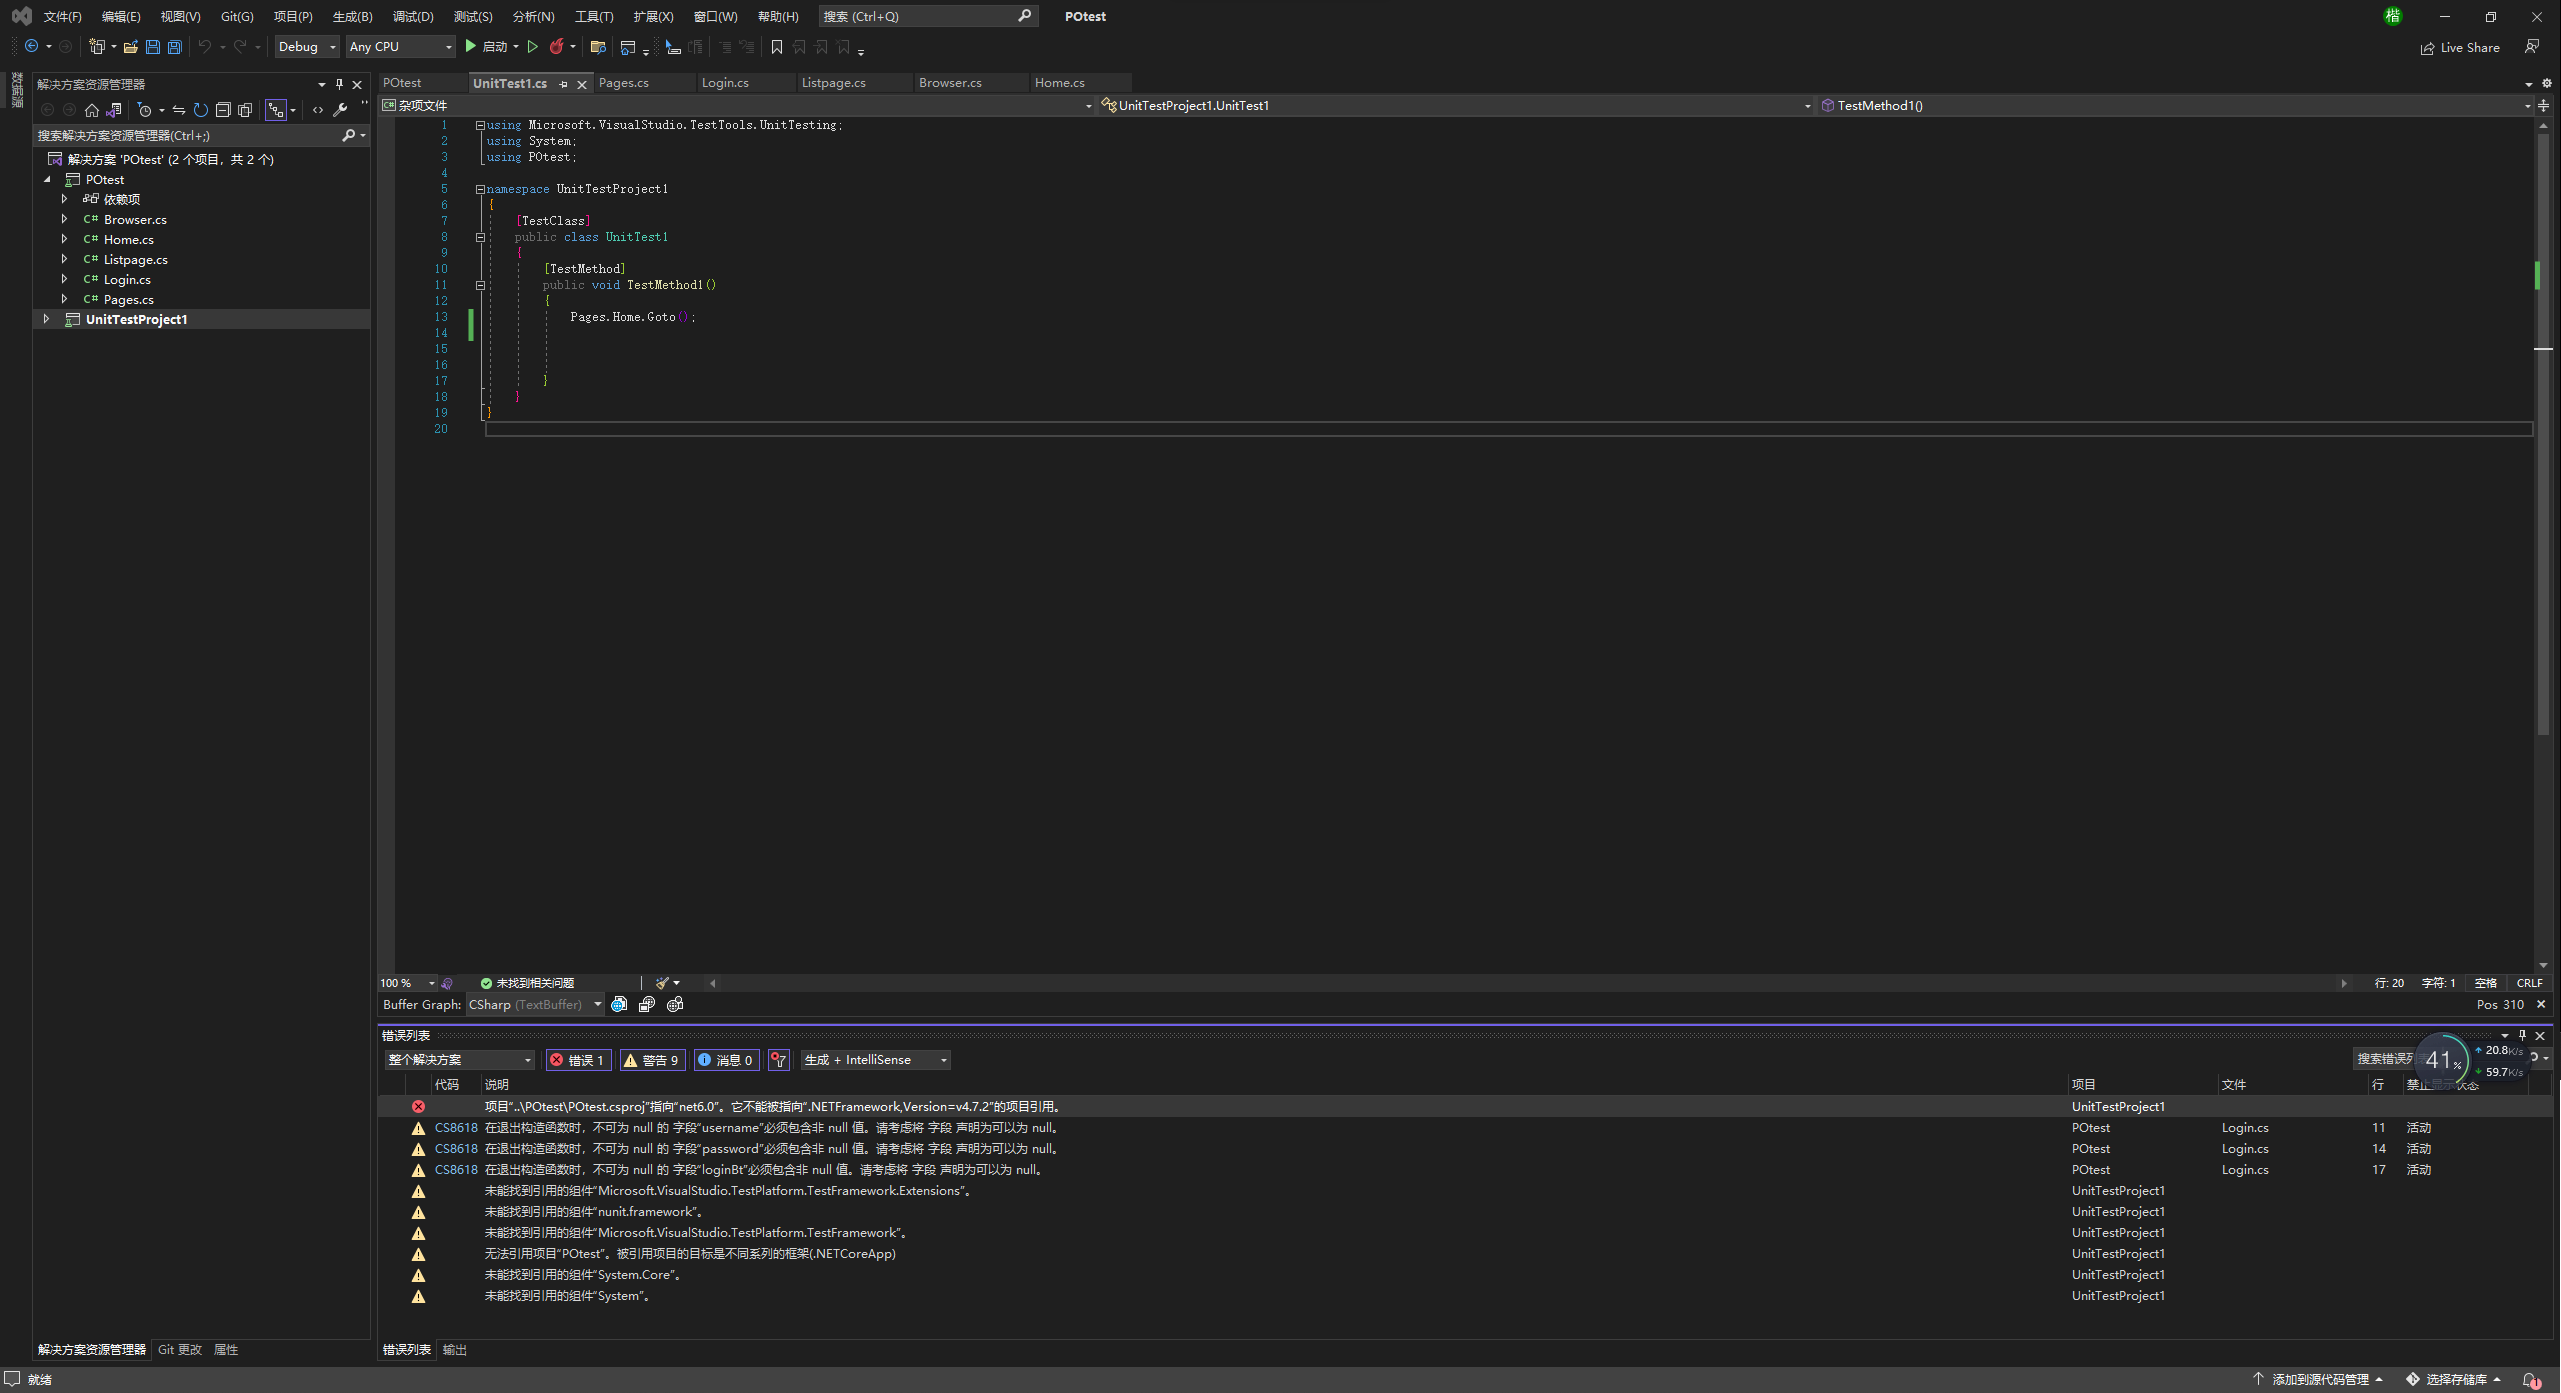 文件(F) 编辑(E) 视图(V) Git(G) 项目(P) 生成(B) 调试(D) 测试(S) 分析(N) 工具(T) 扩展(X) 窗口(W) 帮助(H) 搜索 (Ctrl+Q) POtest 楷
Debug Any CPU 启动 Live Share
数据源
解决方案资源管理器
搜索解决方案资源管理器(Ctrl+;)
解决方案 'POtest' (2 个项目，共 2 个)
POtest
依赖项
C# Browser.cs
C# Home.cs
C# Listpage.cs
C# Login.cs
C# Pages.cs
UnitTestProject1
POtest UnitTest1.cs Pages.cs Login.cs Listpage.cs Browser.cs Home.cs
C# 杂项文件 UnitTestProject1.UnitTest1 TestMethod1()
1 using Microsoft.VisualStudio.TestTools.UnitTesting;
2 using System;
3 using POtest;
4
5 namespace UnitTestProject1
6 {
7 [TestClass]
8 public class UnitTest1
9 {
10 [TestMethod]
11 public void TestMethod1()
12 {
13 Pages.Home.Goto();
14
15
16
17 }
18 }
19 }
20
100 % 未找到相关问题 行: 20 字符: 1 空格 CRLF
Buffer Graph: CSharp (TextBuffer) Pos 310
错误列表
整个解决方案 错误 1 警告 9 消息 0 生成 + IntelliSense 搜索错误列 41% 20.8K/s
59.7K/s
代码 说明 项目 文件 行 禁止显示状态
项目“..\POtest\POtest.csproj”指向“net6.0”。它不能被指向“.NETFramework,Version=v4.7.2”的项目引用。 UnitTestProject1
CS8618 在退出构造函数时，不可为 null 的 字段“username”必须包含非 null 值。请考虑将 字段 声明为可以为 null。 POtest Login.cs 11 活动
CS8618 在退出构造函数时，不可为 null 的 字段“password”必须包含非 null 值。请考虑将 字段 声明为可以为 null。 POtest Login.cs 14 活动
CS8618 在退出构造函数时，不可为 null 的 字段“loginBt”必须包含非 null 值。请考虑将 字段 声明为可以为 null。 POtest Login.cs 17 活动
未能找到引用的组件“Microsoft.VisualStudio.TestPlatform.TestFramework.Extensions”。 UnitTestProject1
未能找到引用的组件“nunit.framework”。 UnitTestProject1
未能找到引用的组件“Microsoft.VisualStudio.TestPlatform.TestFramework”。 UnitTestProject1
无法引用项目“POtest”。被引用项目的目标是不同系列的框架(.NETCoreApp) UnitTestProject1
未能找到引用的组件“System.Core”。 UnitTestProject1
未能找到引用的组件“System”。 UnitTestProject1
解决方案资源管理器 Git 更改 属性 错误列表 输出
就绪 添加到源代码管理 选择存储库 1